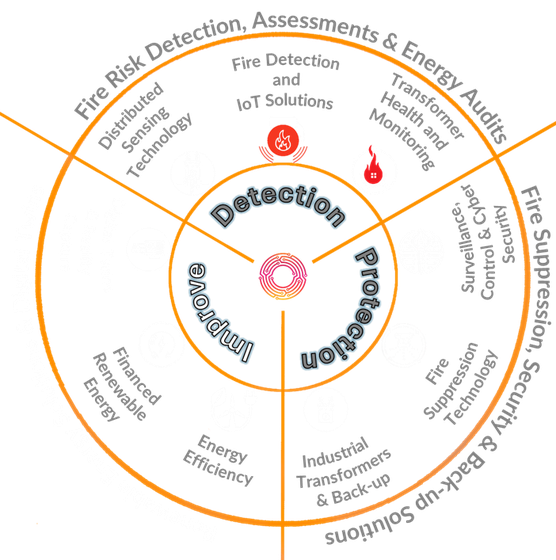 Fire Risk Detection, Assessments & Energy Audits
Distributed
Sensing
Technology
Fire Detection
and
IoT Solutions
Transformer
Health and
Monitoring
Detection
Surveillance,
Control & Cyber
Security
Fire Suppression, Security & Back-up Solutions
Protection
Improve
Fire
Suppression
Technology
Industrial
Transformers
& Back-up
Energy
Efficiency
Financed
Renewable
Energy